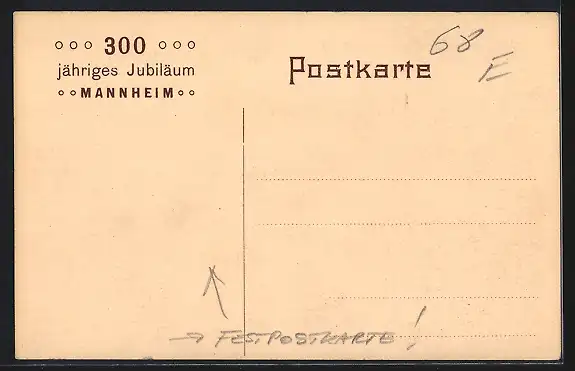 °°° 300 °°°
jähriges Jubiläum
°°MANNHEIM°°
Postkarte
68
E
→ FESTPOSTKARTE!